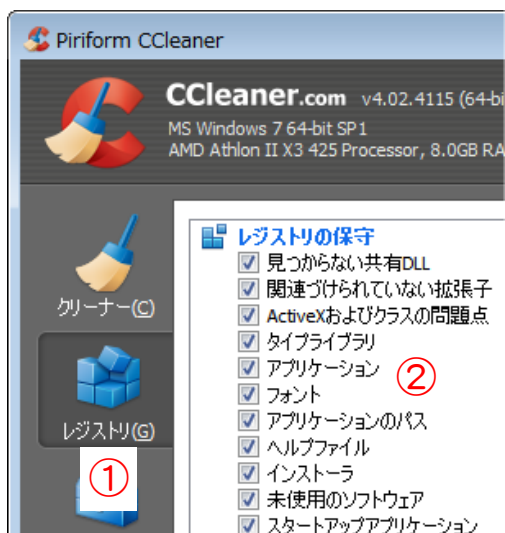 Piriform CCleaner
CCleaner.com v4.02.4115 (64-bi
MS Windows 7 64-bit SP1
AMD Athlon II X3 425 Processor, 8.0GB RA
クリーナー(C)
レジストリ(G)
①
レジストリの保守
見つからない共有DLL
関連づけられていない拡張子
ActiveXおよびクラスの問題点
タイプライブラリ
アプリケーション
②
フォント
アプリケーションのパス
ヘルプファイル
インストーラ
未使用のソフトウェア
スタートアップアプリケーション